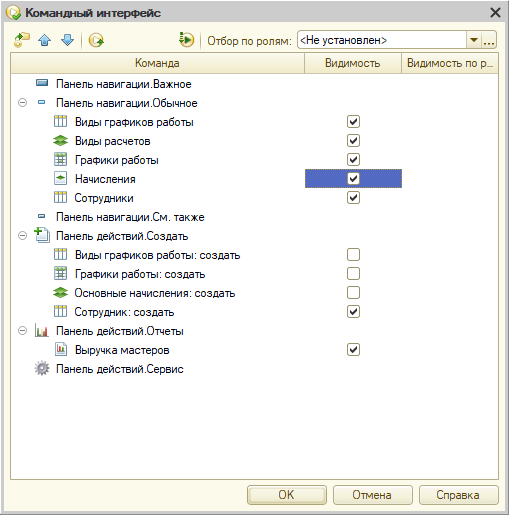 Командный интерфейс
Отбор по ролям: <Не установлен>
Команда Видимость Видимость по р...
Панель навигации.Важное
Панель навигации.Обычное
Виды графиков работы
Виды расчетов
Графики работы
Начисления
Сотрудники
Панель навигации.См. также
Панель действий.Создать
Виды графиков работы: создать
Графики работы: создать
Основные начисления: создать
Сотрудник: создать
Панель действий.Отчеты
Выручка мастеров
Панель действий.Сервис
OK Отмена Справка